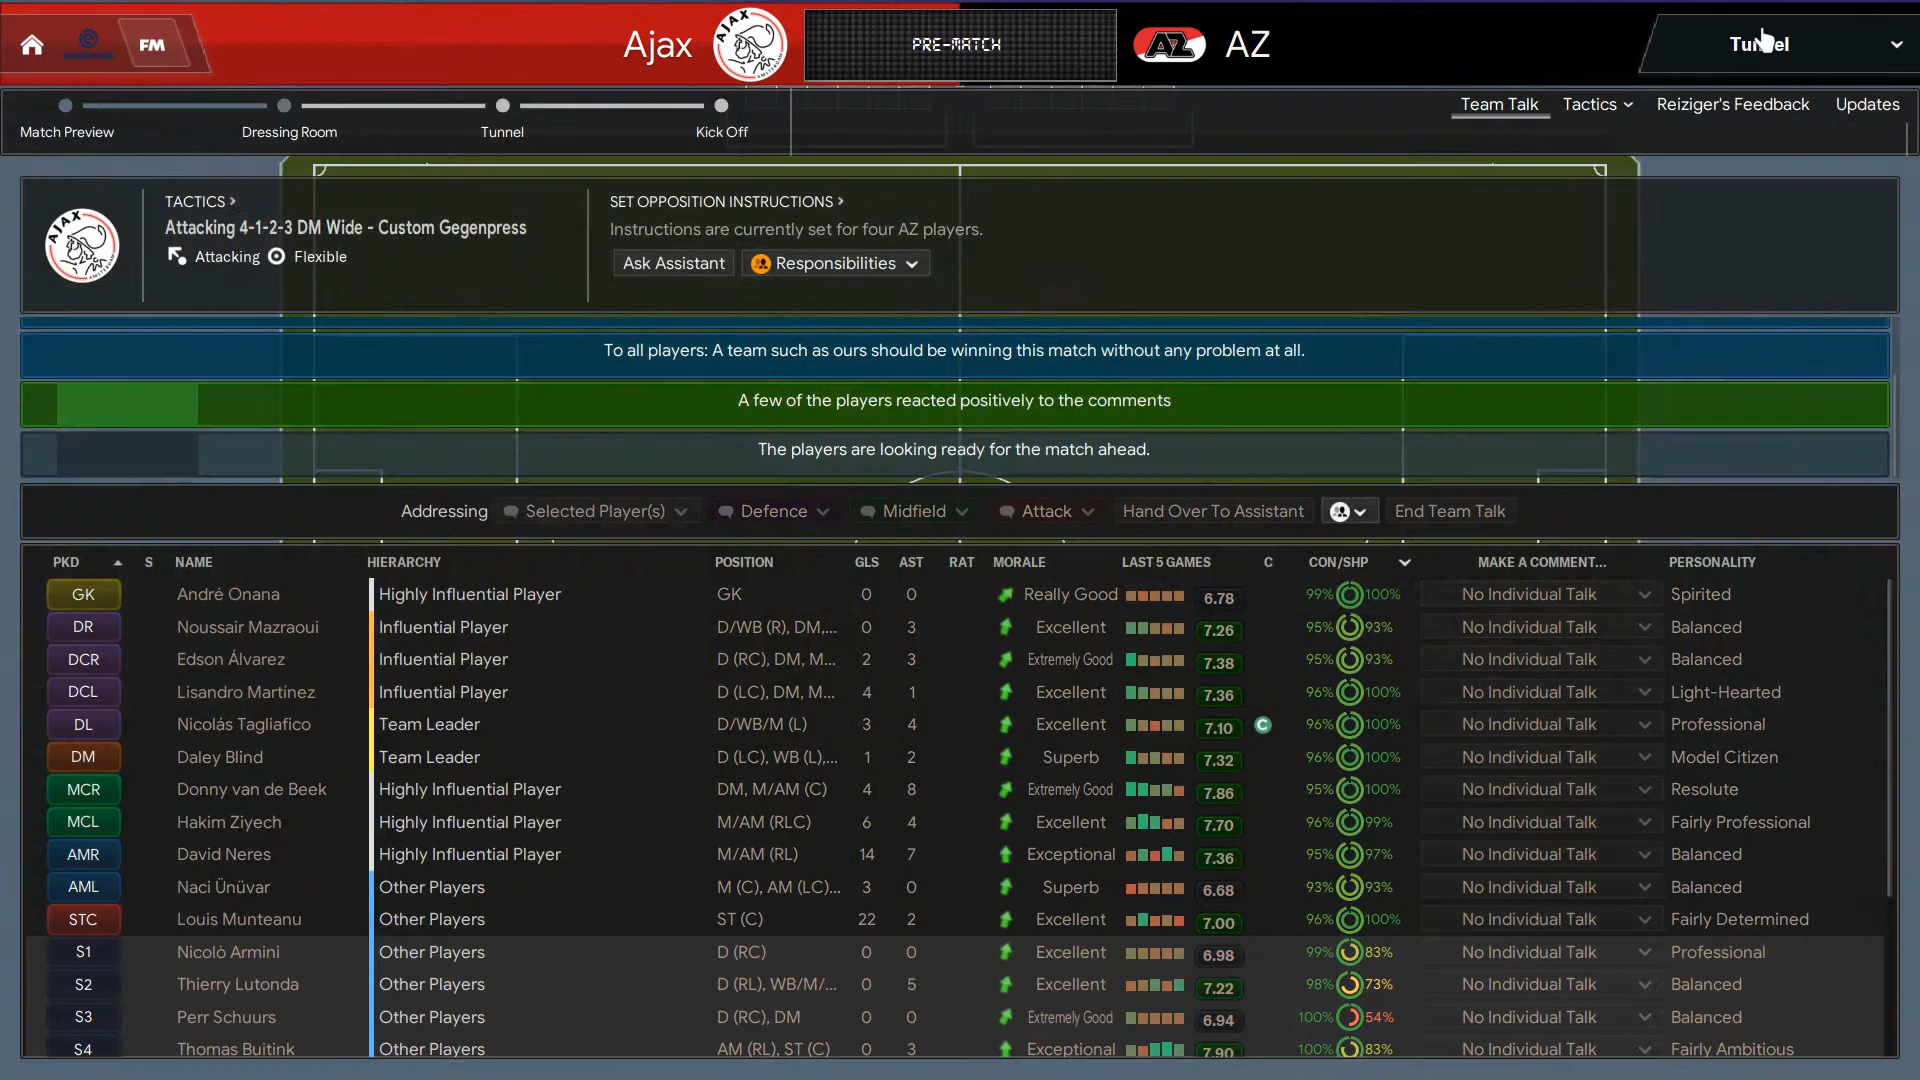 FM
Ajax
AJAX
AMSTERDAM
PRE-MATCH
AZ
AZ
Match Preview
Dressing Room
Tunnel
Kick Off
Team Talk
Tactics
Reiziger's Feedback
Updates
TACTICS >
Attacking 4-1-2-3 DM Wide - Custom Gegenpress
Attacking Flexible
SET OPPOSITION INSTRUCTIONS >
Instructions are currently set for four AZ players.
Ask Assistant Responsibilities
To all players: A team such as ours should be winning this match without any problem at all.
A few of the players reacted positively to the comments
The players are looking ready for the match ahead.
Addressing Selected Player(s) Defence Midfield Attack Hand Over To Assistant End Team Talk
PKD S NAME HIERARCHY POSITION GLS AST RAT MORALE LAST 5 GAMES C CON/SHP MAKE A COMMENT... PERSONALITY
GK André Onana Highly Influential Player GK 0 0 Really Good 6.78 99% 100% No Individual Talk Spirited
DR Noussair Mazraoui Influential Player D/WB (R), DM,... 0 3 Excellent 7.26 95% 93% No Individual Talk Balanced
DCR Edson Álvarez Influential Player D (RC), DM, M... 2 3 Extremely Good 7.38 95% 93% No Individual Talk Balanced
DCL Lisandro Martínez Influential Player D (LC), DM, M... 4 1 Excellent 7.36 96% 100% No Individual Talk Light-Hearted
DL Nicolás Tagliafico Team Leader D/WB/M (L) 3 4 Excellent 7.10 C 96% 100% No Individual Talk Professional
DM Daley Blind Team Leader D (LC), WB (L),... 1 2 Superb 7.32 96% 100% No Individual Talk Model Citizen
MCR Donny van de Beek Highly Influential Player DM, M/AM (C) 4 8 Extremely Good 7.86 95% 100% No Individual Talk Resolute
MCL Hakim Ziyech Highly Influential Player M/AM (RLC) 6 4 Excellent 7.70 96% 99% No Individual Talk Fairly Professional
AMR David Neres Highly Influential Player M/AM (RL) 14 7 Exceptional 7.36 95% 97% No Individual Talk Balanced
AML Naci Ünüvar Other Players M (C), AM (LC)... 3 0 Superb 6.68 93% 93% No Individual Talk Balanced
STC Louis Munteanu Other Players ST (C) 22 2 Excellent 7.00 96% 100% No Individual Talk Fairly Determined
S1 Nicolò Armini Other Players D (RC) 0 0 Excellent 6.98 99% 83% No Individual Talk Professional
S2 Thierry Lutonda Other Players D (RL), WB/M/... 0 5 Excellent 7.22 98% 73% No Individual Talk Balanced
S3 Perr Schuurs Other Players D (RC), DM 0 0 Extremely Good 6.94 100% 54% No Individual Talk Balanced
S4 Thomas Buitink Other Players AM (RL), ST (C) 0 3 Exceptional 7.90 100% 83% No Individual Talk Fairly Ambitious